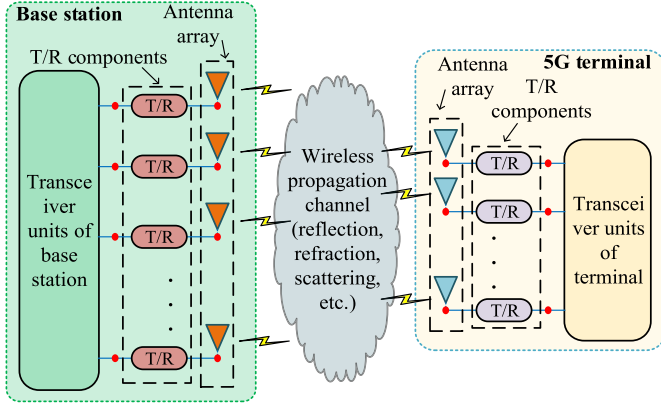 Base station
Antenna
array
T/R components
T/R
T/R
T/R
T/R
Transce
iver
units of
base
station
Wireless
propagation
channel
(reflection,
refraction,
scattering,
etc.)
5G terminal
Antenna
array
T/R
components
T/R
T/R
T/R
Transcei
ver units
of
terminal